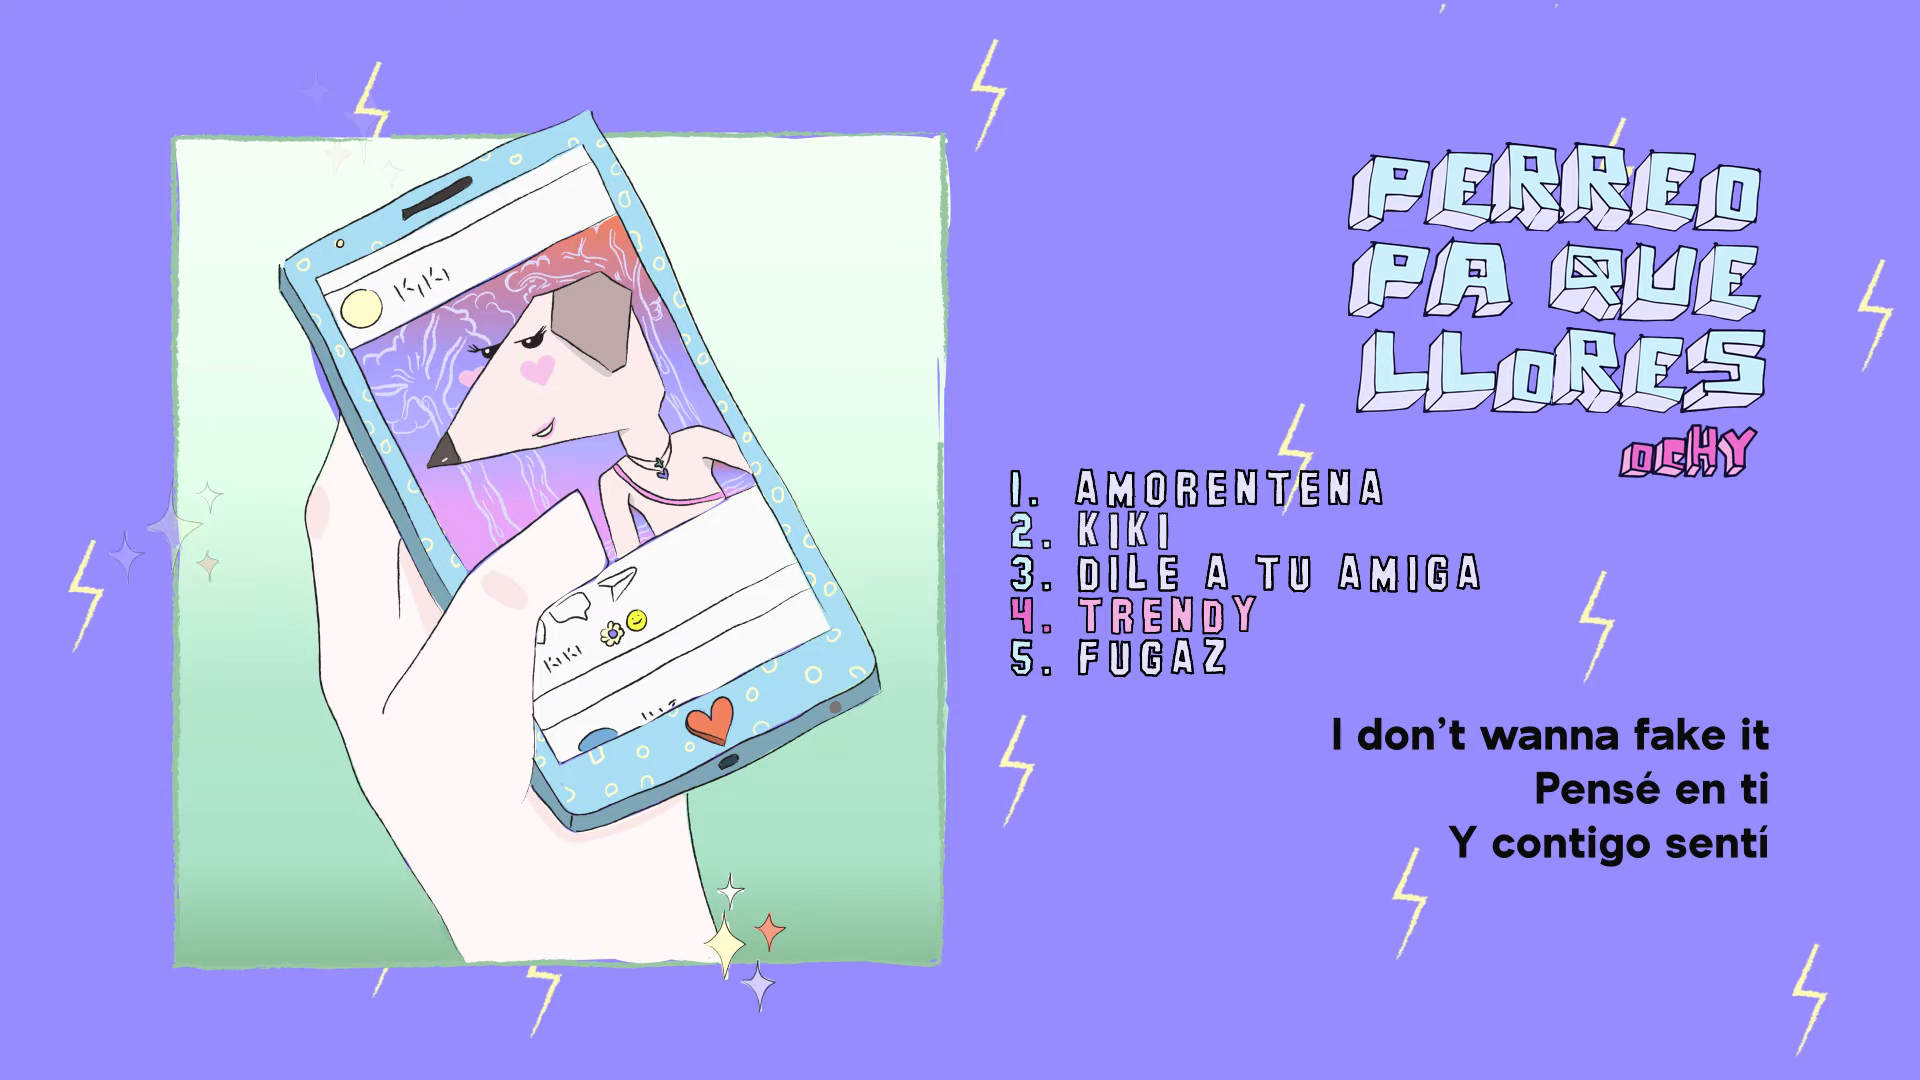 KIKI
KIKI
PERREO
PA QUE
LLORES
OCHY
1. AMORENTENA
2. KIKI
3. DILE A TU AMIGA
4. TRENDY
5. FUGAZ
I don't wanna fake it
Pensé en ti
Y contigo sentí